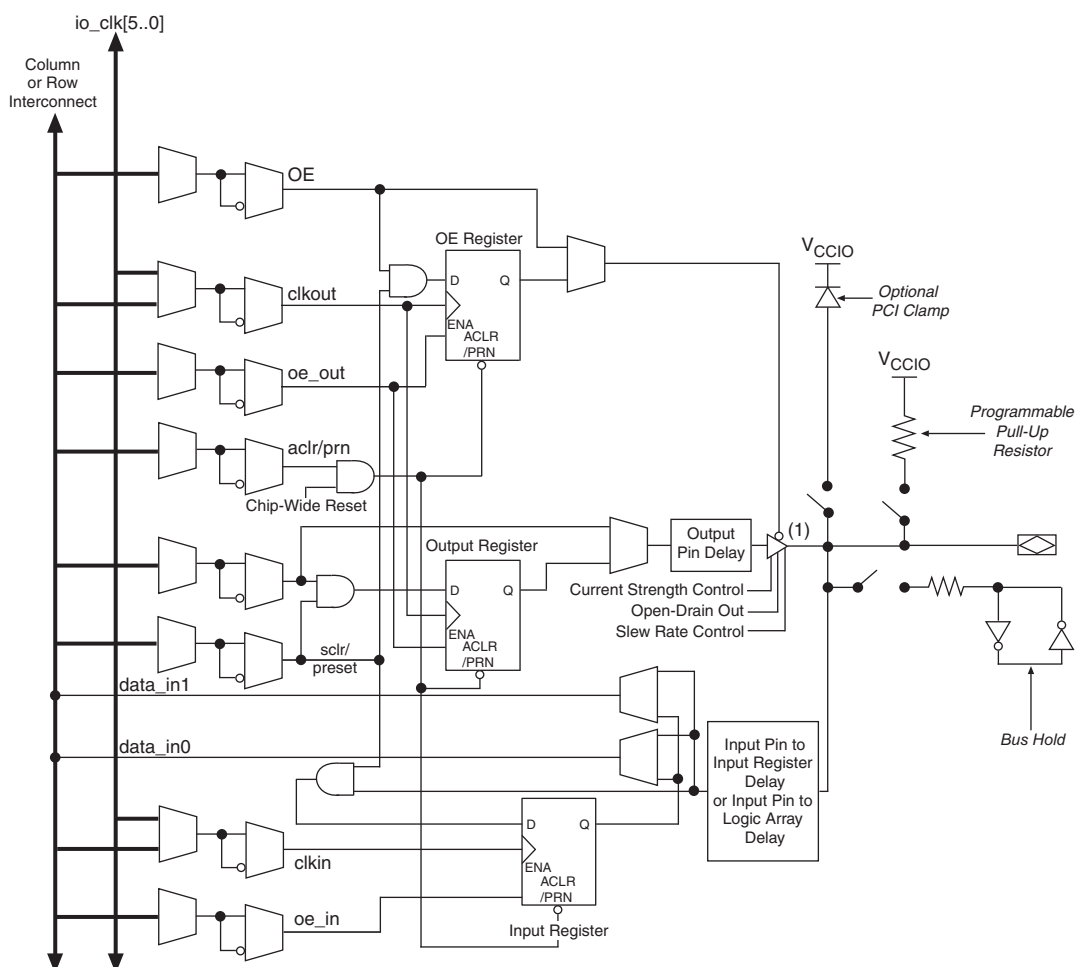 io_clk[5..0]
Column
or Row
Interconnect
OE
OE Register
D
Q
ENA
ACLR
/PRN
clkout
oe_out
aclr/prn
Chip-Wide Reset
VCCIO
Optional
PCI Clamp
VCCIO
Programmable
Pull-Up
Resistor
Output Register
D
Q
ENA
ACLR
/PRN
Output
Pin Delay
(1)
Current Strength Control
Open-Drain Out
Slew Rate Control
sclr/
preset
data_in1
data_in0
Bus Hold
Input Pin to
Input Register
Delay
or Input Pin to
Logic Array
Delay
D
Q
ENA
ACLR
/PRN
clkin
oe_in
Input Register